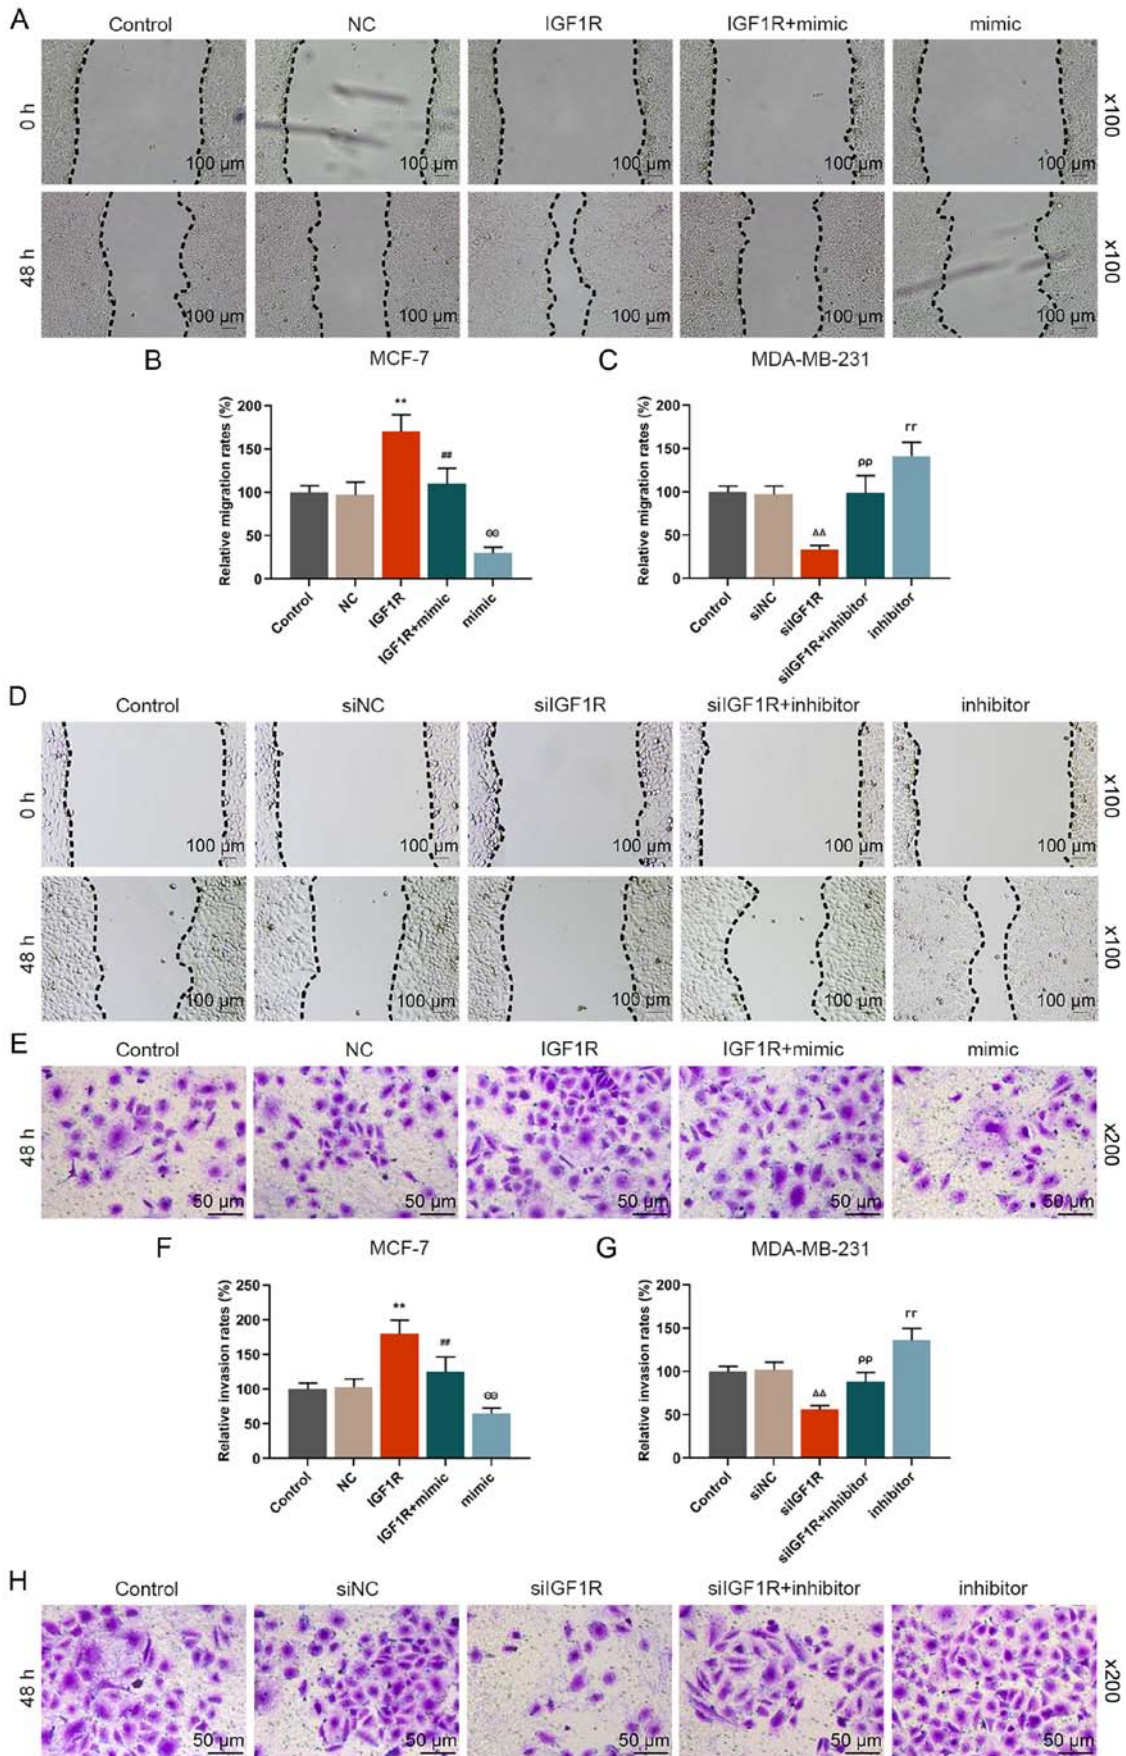 A
Control NC IGF1R IGF1R+mimic mimic
0 h
100 µm 100 µm 100 µm 100 µm 100 µm
x100
48 h
100 µm 100 µm 100 µm 100 µm 100 µm
x100
B
MCF-7
Relative migration rates (%)
200
150
100
50
0
**
##
ΘΘ
Control NC IGF1R IGF1R+mimic mimic
C
MDA-MB-231
Relative migration rates (%)
200
150
100
50
0
ΔΔ
ρρ
ΓΓ
Control siNC siIGF1R siIGF1R+inhibitor inhibitor
D
Control siNC siIGF1R siIGF1R+inhibitor inhibitor
0 h
100 µm 100 µm 100 µm 100 µm 100 µm
x100
48 h
100 µm 100 µm 100 µm 100 µm 100 µm
x100
E
Control NC IGF1R IGF1R+mimic mimic
48 h
50 µm 50 µm 50 µm 50 µm 50 µm
x200
F
MCF-7
Relative invasion rates (%)
250
200
150
100
50
0
**
##
ΘΘ
Control NC IGF1R IGF1R+mimic mimic
G
MDA-MB-231
Relative invasion rates (%)
200
150
100
50
0
ΔΔ
ρρ
ΓΓ
Control siNC siIGF1R siIGF1R+inhibitor inhibitor
H
Control siNC siIGF1R siIGF1R+inhibitor inhibitor
48 h
50 µm 50 µm 50 µm 50 µm 50 µm
x200